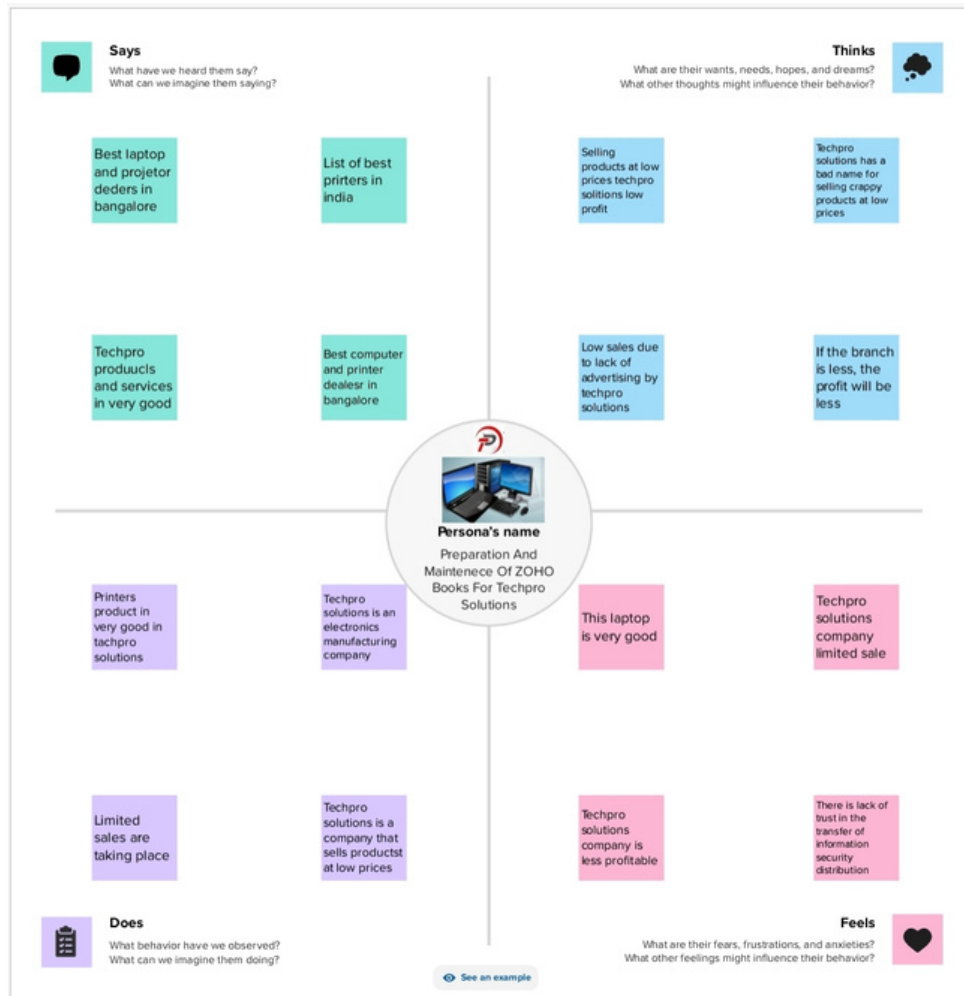 Says
What have we heard them say?
What can we imagine them saying?
Thinks
What are their wants, needs, hopes, and dreams?
What other thoughts might influence their behavior?
Best laptop
and projetor
deders in
bangalore
List of best
prirters in
india
Selling
products at low
prices techpro
solitions low
profit
Techpro
solutions has a
bad name for
selling crappy
products at low
prices
Techpro
produucls
and services
in very good
Best computer
and printer
dealesr in
bangalore
Low sales due
to lack of
advertising by
techpro
solutions
If the branch
is less, the
profit will be
less
Persona's name
Preparation And
Maintenece Of ZOHO
Books For Techpro
Solutions
Printers
product in
very good in
tachpro
solutions
Techpro
solutions is an
electronics
manufacturing
company
This laptop
is very good
Techpro
solutions
company
limited sale
Limited
sales are
taking place
Techpro
solutions is a
company that
sells productst
at low prices
Techpro
solutions
company is
less profitable
There is lack of
trust in the
transfer of
information
security
distribution
Does
What behavior have we observed?
What can we imagine them doing?
Feels
What are their fears, frustrations, and anxieties?
What other feelings might influence their behavior?
See an example